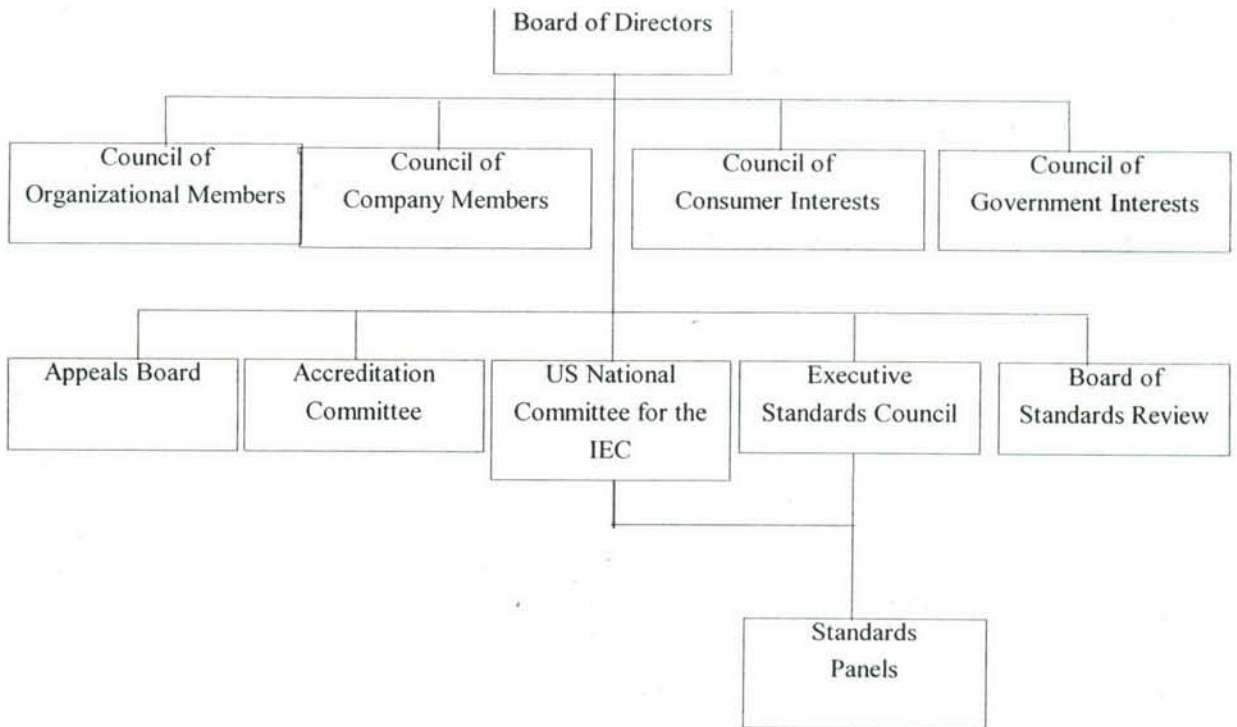 Board of Directors
Council of
Organizational Members
Council of
Company Members
Council of
Consumer Interests
Council of
Government Interests
Appeals Board
Accreditation
Committee
US National
Committee for the
IEC
Executive
Standards Council
Board of
Standards Review
Standards
Panels